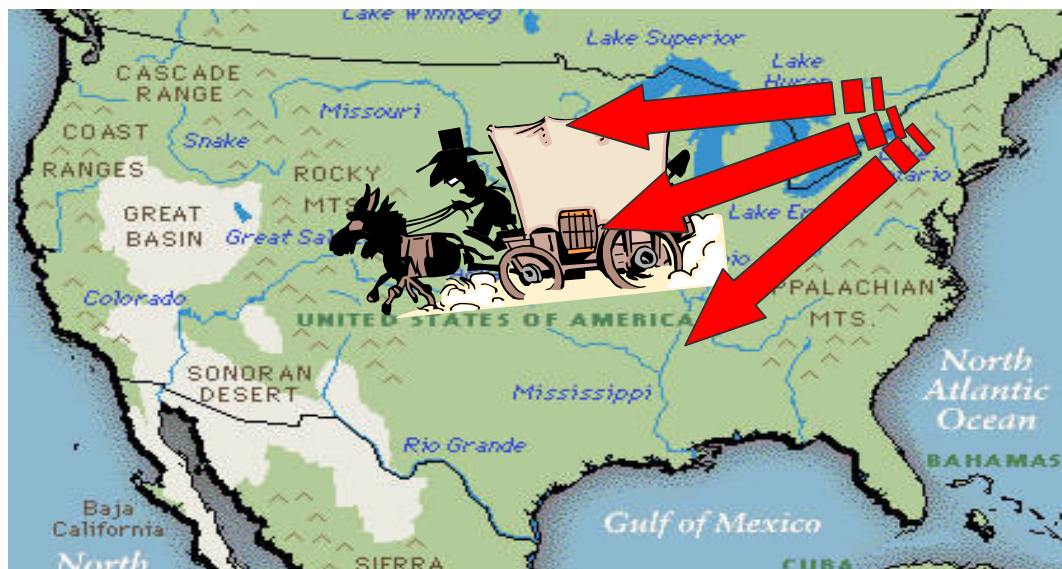 Lake Winnipeg
Lake Superior
CASCADE
RANGE
Lake
Huron
Missouri
COAST
RANGES
Snake
ROCKY
MTS.
Ontario
GREAT
BASIN
Great Sal
Lake Er
Colorado
APPALACHIAN
MTS.
UNITED STATES OF AMERICA
SONORAN
DESERT
Mississippi
North
Atlantic
Ocean
Rio Grande
BAHAMAS
Baja
California
Gulf of Mexico
North
SIERRA
CUBA